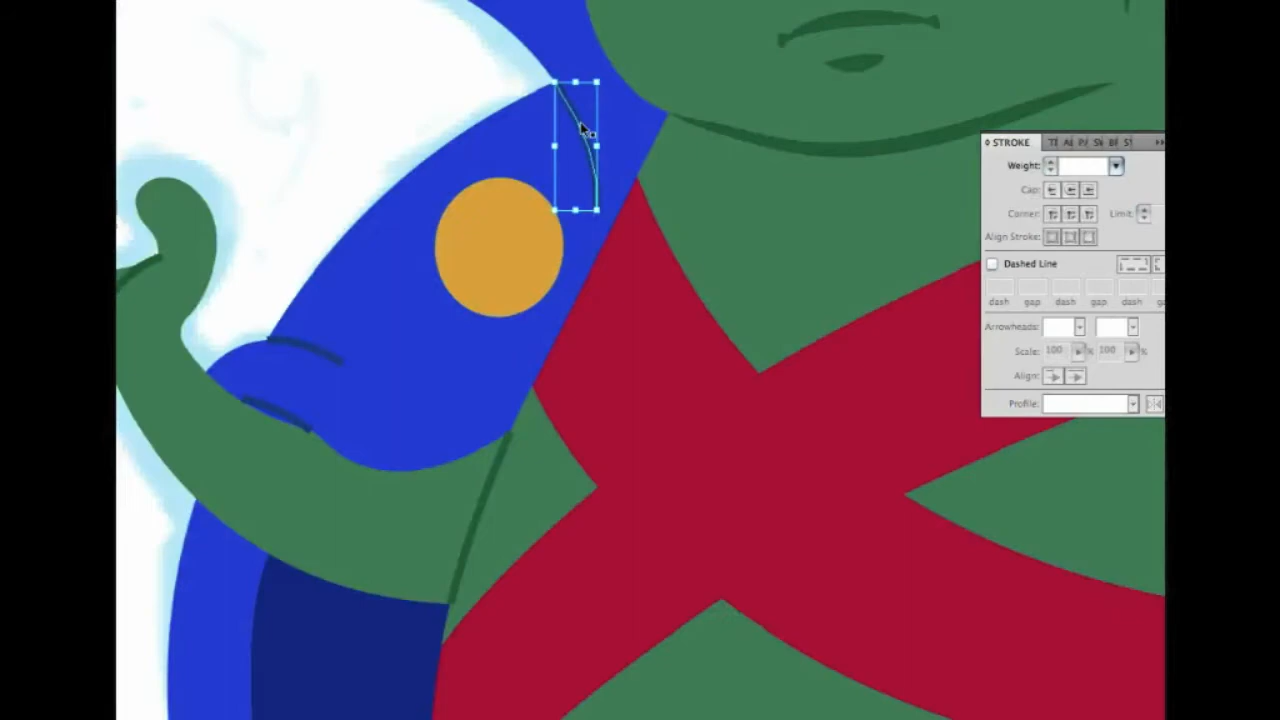 STROKE
Weight:
Cap:
Corner: Limit:
Align Stroke:
Dashed Line
dash gap dash gap dash
Arrowheads:
Scale: 100 % 100 %
Align:
Profile: